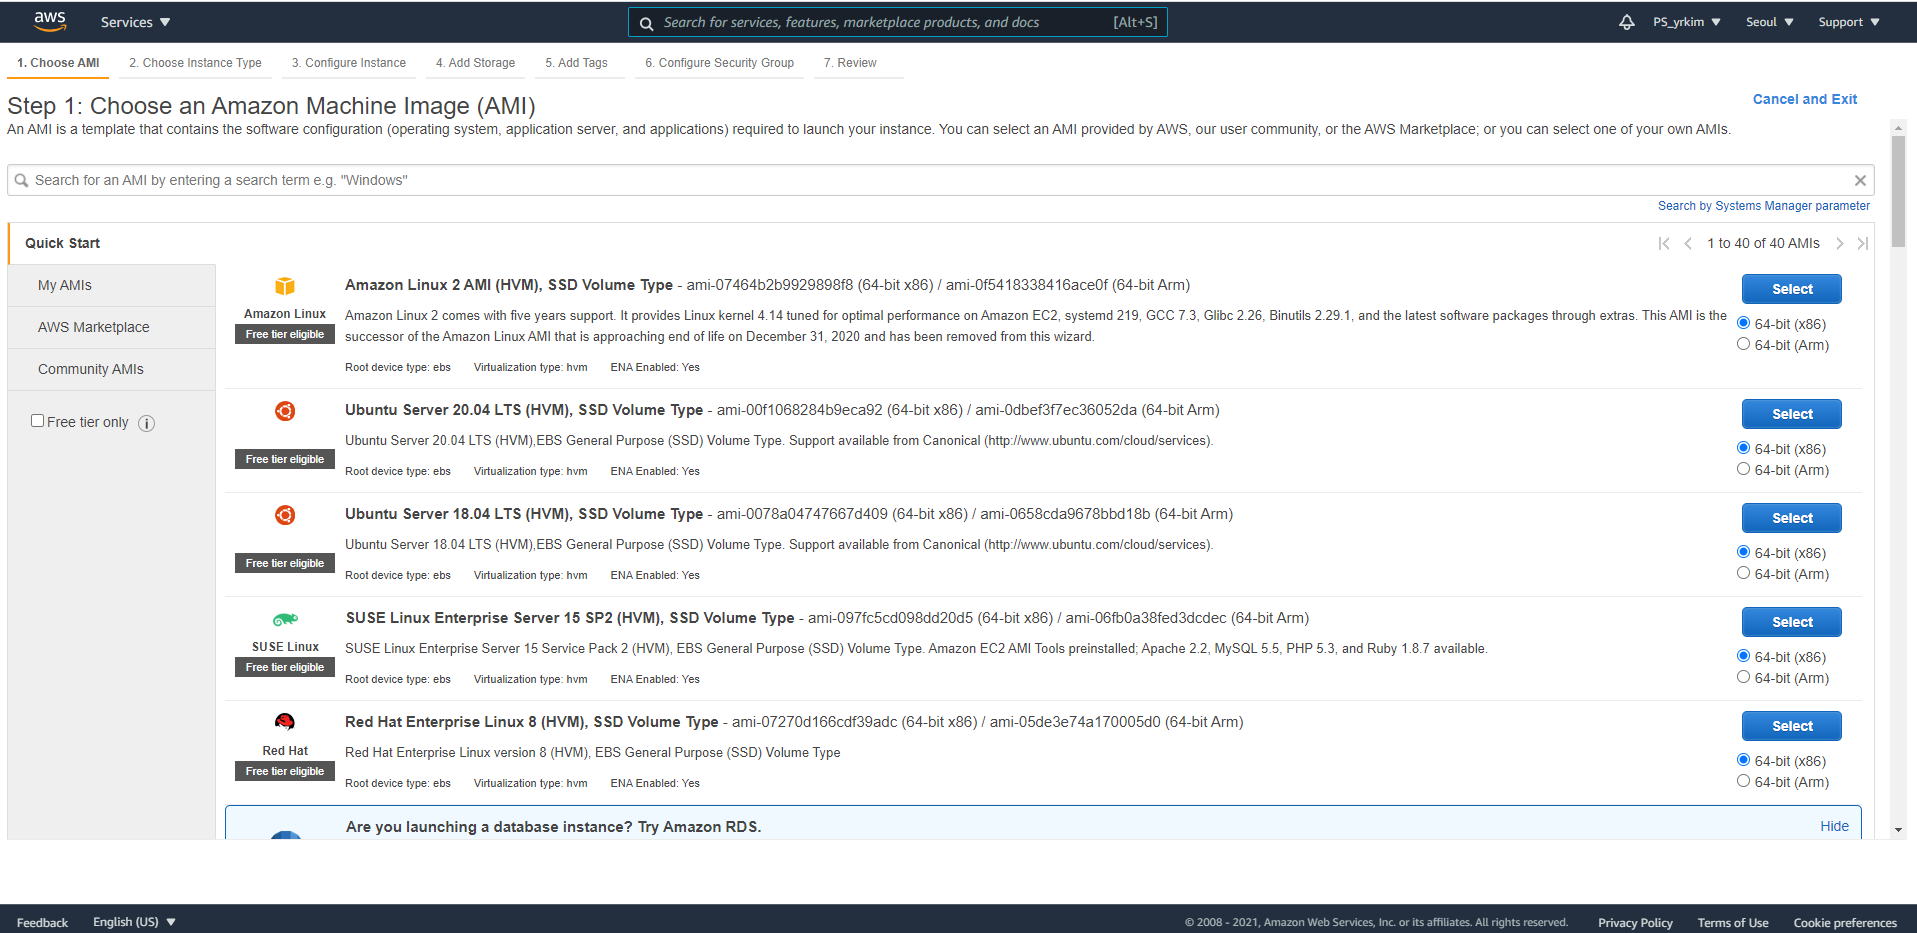 aws Services Search for services, features, marketplace products, and docs [Alt+S] PS_yrkim Seoul Support
1. Choose AMI 2. Choose Instance Type 3. Configure Instance 4. Add Storage 5. Add Tags 6. Configure Security Group 7. Review
Step 1: Choose an Amazon Machine Image (AMI) Cancel and Exit
An AMI is a template that contains the software configuration (operating system, application server, and applications) required to launch your instance. You can select an AMI provided by AWS, our user community, or the AWS Marketplace; or you can select one of your own AMIs.
Search for an AMI by entering a search term e.g. "Windows"
Search by Systems Manager parameter
Quick Start
1 to 40 of 40 AMIs
My AMIs
AWS Marketplace
Community AMIs
Free tier only
Amazon Linux
Free tier eligible
Amazon Linux 2 AMI (HVM), SSD Volume Type - ami-07464b2b9929898f8 (64-bit x86) / ami-0f5418338416ace0f (64-bit Arm)
Amazon Linux 2 comes with five years support. It provides Linux kernel 4.14 tuned for optimal performance on Amazon EC2, systemd 219, GCC 7.3, Glibc 2.26, Binutils 2.29.1, and the latest software packages through extras. This AMI is the
successor of the Amazon Linux AMI that is approaching end of life on December 31, 2020 and has been removed from this wizard.
Root device type: ebs Virtualization type: hvm ENA Enabled: Yes
Select
64-bit (x86)
64-bit (Arm)
Free tier eligible
Ubuntu Server 20.04 LTS (HVM), SSD Volume Type - ami-00f1068284b9eca92 (64-bit x86) / ami-0dbef3f7ec36052da (64-bit Arm)
Ubuntu Server 20.04 LTS (HVM),EBS General Purpose (SSD) Volume Type. Support available from Canonical (http://www.ubuntu.com/cloud/services).
Root device type: ebs Virtualization type: hvm ENA Enabled: Yes
Select
64-bit (x86)
64-bit (Arm)
Free tier eligible
Ubuntu Server 18.04 LTS (HVM), SSD Volume Type - ami-0078a04747667d409 (64-bit x86) / ami-0658cda9678bbd18b (64-bit Arm)
Ubuntu Server 18.04 LTS (HVM),EBS General Purpose (SSD) Volume Type. Support available from Canonical (http://www.ubuntu.com/cloud/services).
Root device type: ebs Virtualization type: hvm ENA Enabled: Yes
Select
64-bit (x86)
64-bit (Arm)
SUSE Linux
Free tier eligible
SUSE Linux Enterprise Server 15 SP2 (HVM), SSD Volume Type - ami-097fc5cd098dd20d5 (64-bit x86) / ami-06fb0a38fed3dcdec (64-bit Arm)
SUSE Linux Enterprise Server 15 Service Pack 2 (HVM), EBS General Purpose (SSD) Volume Type. Amazon EC2 AMI Tools preinstalled; Apache 2.2, MySQL 5.5, PHP 5.3, and Ruby 1.8.7 available.
Root device type: ebs Virtualization type: hvm ENA Enabled: Yes
Select
64-bit (x86)
64-bit (Arm)
Red Hat
Free tier eligible
Red Hat Enterprise Linux 8 (HVM), SSD Volume Type - ami-07270d166cdf39adc (64-bit x86) / ami-05de3e74a170005d0 (64-bit Arm)
Red Hat Enterprise Linux version 8 (HVM), EBS General Purpose (SSD) Volume Type
Root device type: ebs Virtualization type: hvm ENA Enabled: Yes
Select
64-bit (x86)
64-bit (Arm)
Are you launching a database instance? Try Amazon RDS. Hide
Feedback English (US) © 2008 - 2021, Amazon Web Services, Inc. or its affiliates. All rights reserved. Privacy Policy Terms of Use Cookie preferences